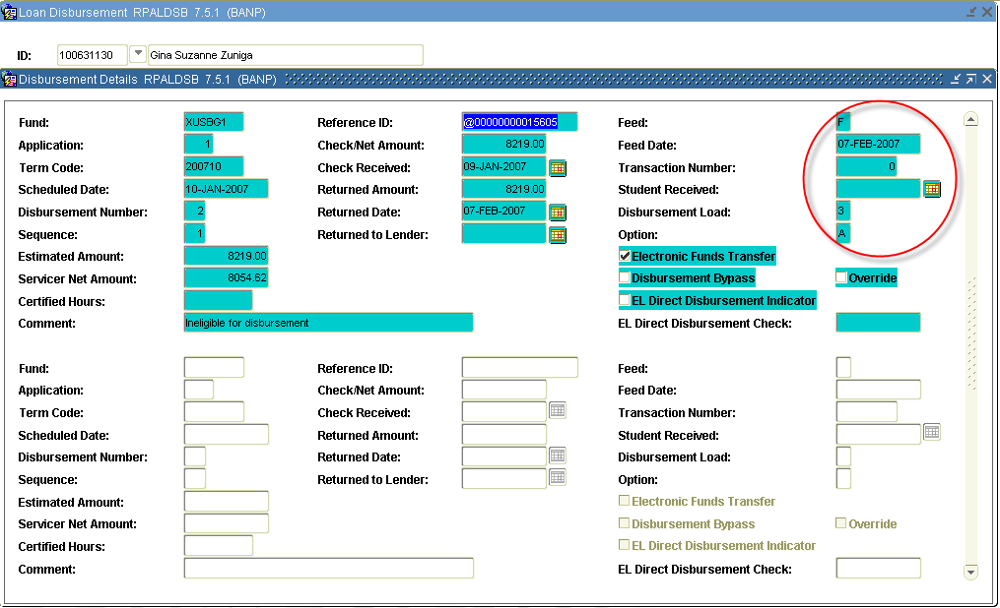 Loan Disbursement RPALDSB 7.5.1 (BANP)
ID: 100631130 Gina Suzanne Zuniga
Disbursement Details RPALDSB 7.5.1 (BANP)
Fund: XUSBG1 Reference ID: @00000000015605 Feed: F
Application: 1 Check/Net Amount: 8219.00 Feed Date: 07-FEB-2007
Term Code: 200710 Check Received: 09-JAN-2007 Transaction Number: 0
Scheduled Date: 10-JAN-2007 Returned Amount: 8219.00 Student Received:
Disbursement Number: 2 Returned Date: 07-FEB-2007 Disbursement Load: 3
Sequence: 1 Returned to Lender: Option: A
Estimated Amount: 8219.00 Electronic Funds Transfer
Servicer Net Amount: 8054.62 Disbursement Bypass Override
Certified Hours: EL Direct Disbursement Indicator
Comment: Ineligible for disbursement EL Direct Disbursement Check:
Fund: Reference ID: Feed:
Application: Check/Net Amount: Feed Date:
Term Code: Check Received: Transaction Number:
Scheduled Date: Returned Amount: Student Received:
Disbursement Number: Returned Date: Disbursement Load:
Sequence: Returned to Lender: Option:
Estimated Amount: Electronic Funds Transfer
Servicer Net Amount: Disbursement Bypass Override
Certified Hours: EL Direct Disbursement Indicator
Comment: EL Direct Disbursement Check: